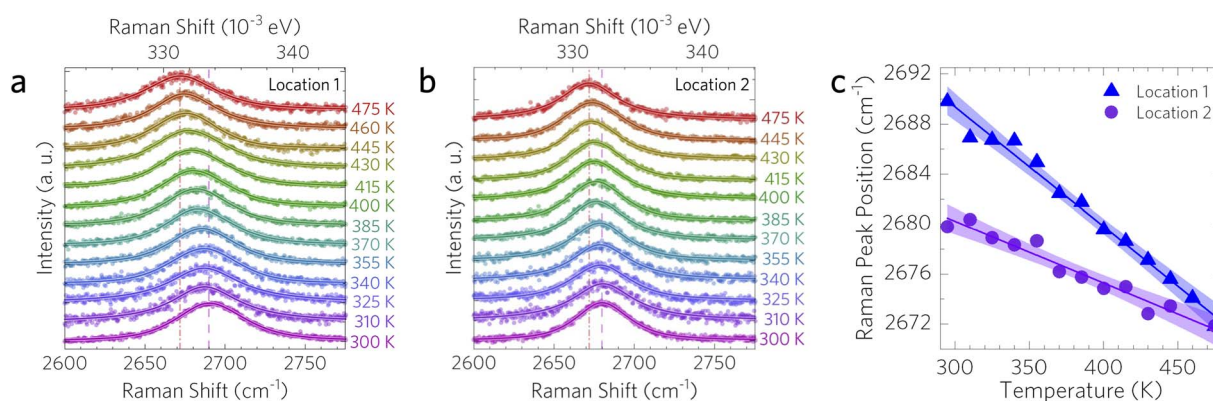 a
Raman Shift (10⁻³ eV)
330 340
Location 1
475 K
460 K
445 K
430 K
415 K
400 K
385 K
370 K
355 K
340 K
325 K
310 K
300 K
Intensity (a. u.)
2600 2650 2700 2750
Raman Shift (cm⁻¹)
b
Raman Shift (10⁻³ eV)
330 340
Location 2
475 K
445 K
430 K
415 K
400 K
385 K
370 K
355 K
340 K
325 K
310 K
300 K
Intensity (a. u.)
2600 2650 2700 2750
Raman Shift (cm⁻¹)
c
Raman Peak Position (cm⁻¹)
2692
2688
2684
2680
2676
2672
Location 1
Location 2
300 350 400 450
Temperature (K)